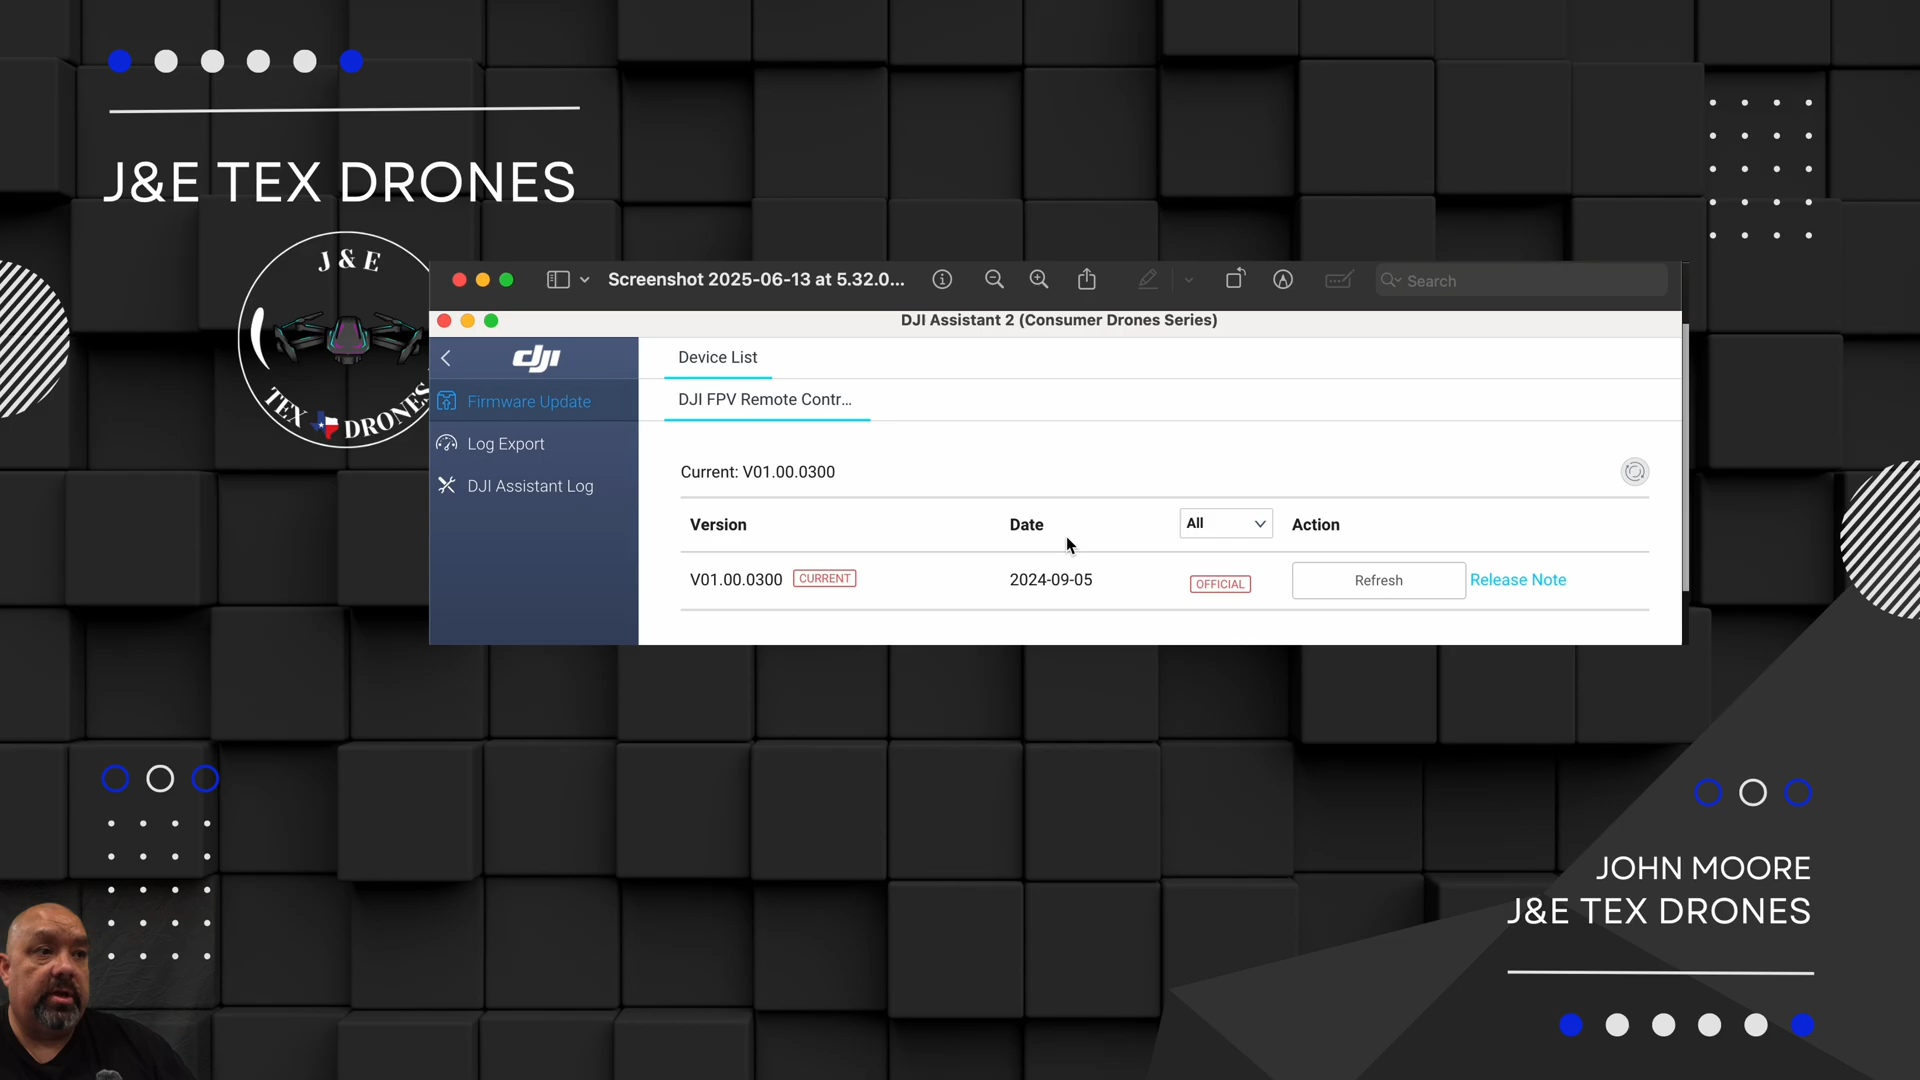 J&E TEX DRONES
J & E
TEX DRONES
Screenshot 2025-06-13 at 5.32.0...
Search
DJI Assistant 2 (Consumer Drones Series)
dji
Device List
Firmware Update
DJI FPV Remote Contr...
Log Export
DJI Assistant Log
Current: V01.00.0300
Version
Date
All
Action
V01.00.0300 CURRENT
2024-09-05
OFFICIAL
Refresh
Release Note
JOHN MOORE
J&E TEX DRONES